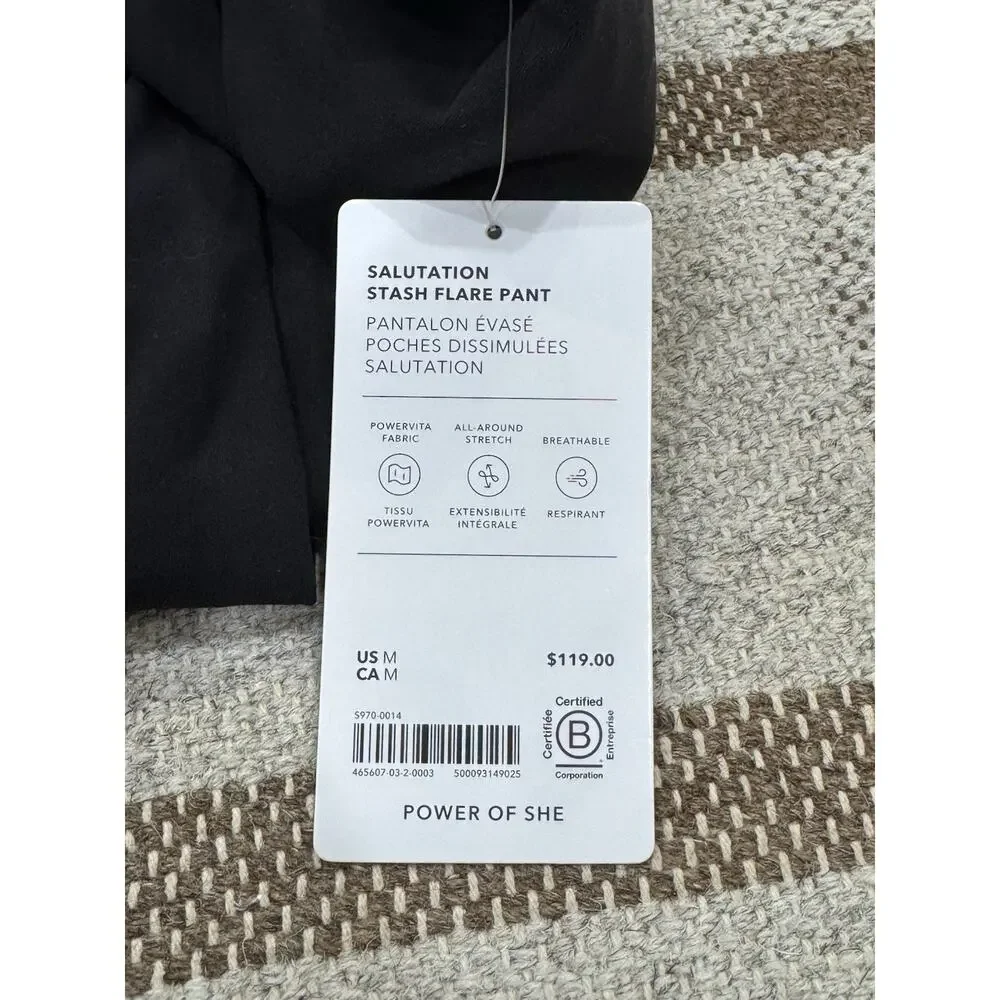 SALUTATION
STASH FLARE PANT
PANTALON ÉVASÉ
POCHES DISSIMULÉES
SALUTATION
POWERVITA
FABRIC
ALL-AROUND
STRETCH
BREATHABLE
TISSU
POWERVITA
EXTENSIBILITÉ
INTÉGRALE
RESPIRANT
US M
CA M
$119.00
S970-0014
465607-03-2-0003 500093149025
Certified
Certifiée
B
Entreprise
®
Corporation
POWER OF SHE